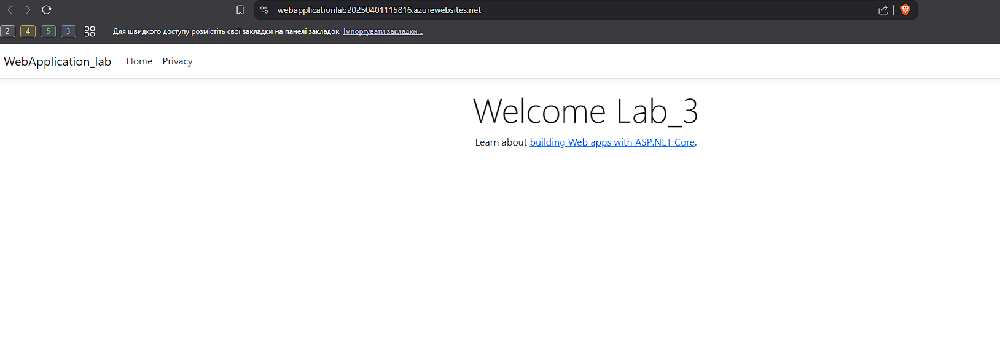 webapplicationlab20250401115816.azurewebsites.net
2 4 5 3 Для швидкого доступу розмістіть свої закладки на панелі закладок. Імпортувати закладки...
WebApplication_lab Home Privacy
Welcome Lab_3
Learn about building Web apps with ASP.NET Core.